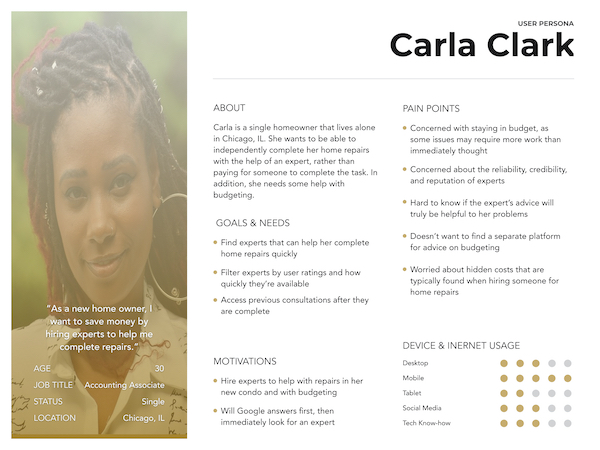 USER PERSONA
Carla Clark
ABOUT
Carla is a single homeowner that lives alone
in Chicago, IL. She wants to be able to
independently complete her home repairs
with the help of an expert, rather than
paying for someone to complete the task. In
addition, she needs some help with
budgeting.
GOALS & NEEDS
Find experts that can help her complete
home repairs quickly
Filter experts by user ratings and how
quickly they're available
Access previous consultations after they
are complete
MOTIVATIONS
Hire experts to help with repairs in her
new condo and with budgeting
Will Google answers first, then
immediately look for an expert
PAIN POINTS
Concerned with staying in budget, as
some issues may require more work than
immediately thought
Concerned about the reliability, credibility,
and reputation of experts
Hard to know if the expert's advice will
truly be helpful to her problems
Doesn't want to find a separate platform
for advice on budgeting
Worried about hidden costs that are
typically found when hiring someone for
home repairs
DEVICE & INERNET USAGE
Desktop
Mobile
Tablet
Social Media
Tech Know-how
"As a new home owner, I
want to save money by
hiring experts to help me
complete repairs."
AGE 30
JOB TITLE Accounting Associate
STATUS Single
LOCATION Chicago, IL